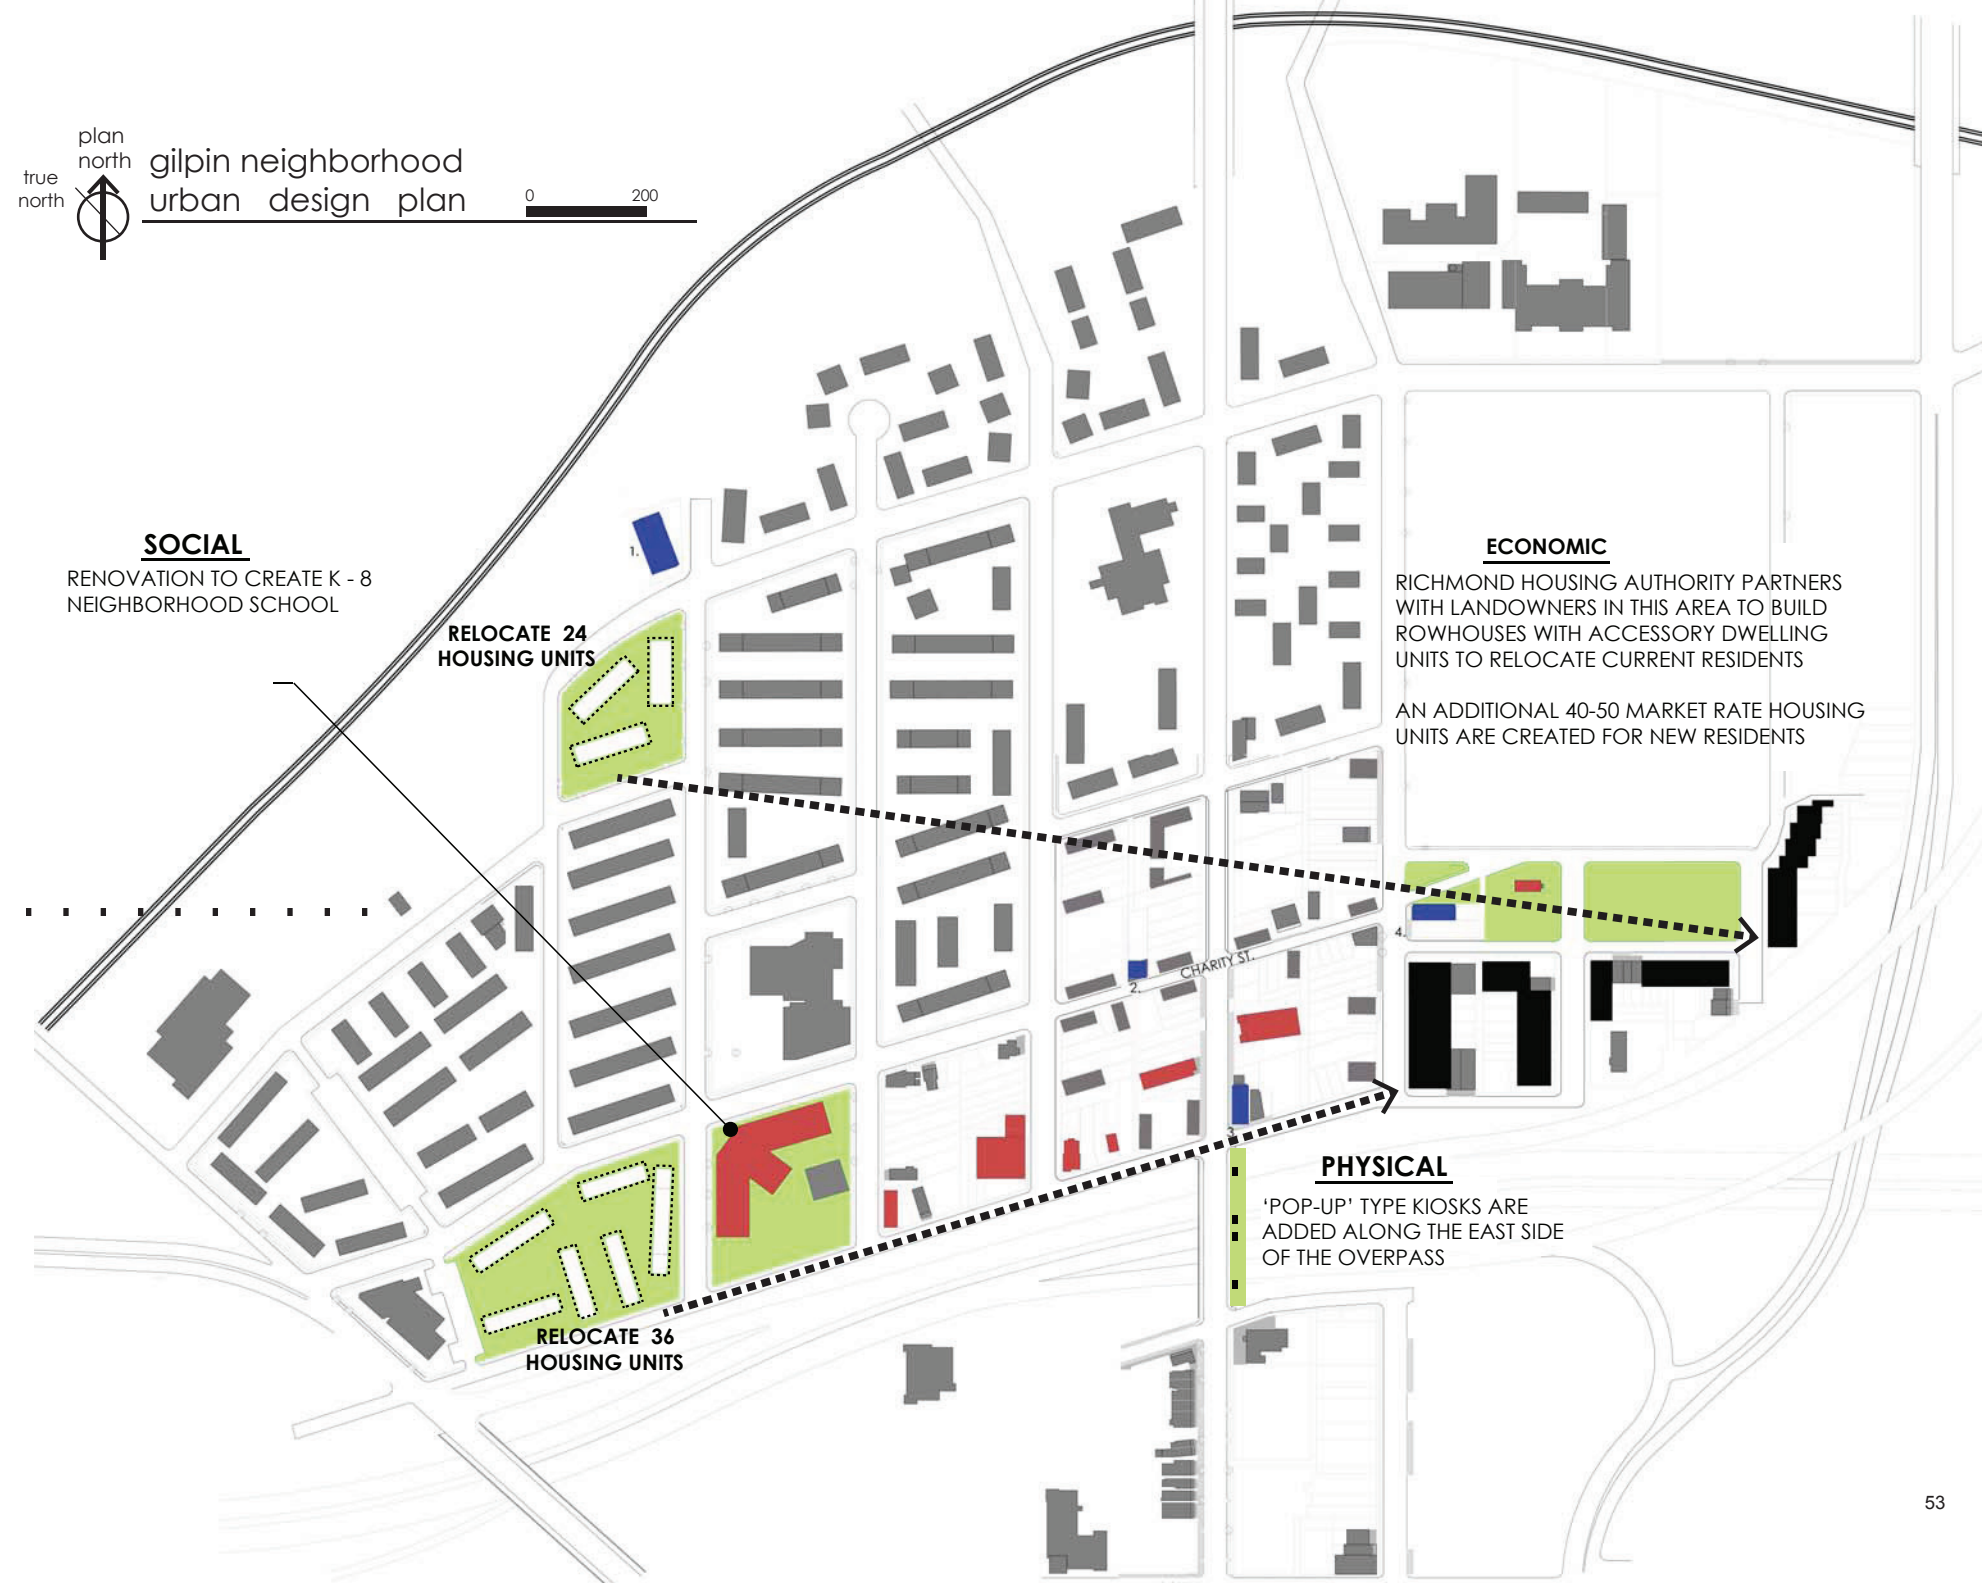 plan
north
true
north
gilpin neighborhood
urban design plan
0 200
SOCIAL
RENOVATION TO CREATE K - 8
NEIGHBORHOOD SCHOOL
1.
RELOCATE 24
HOUSING UNITS
ECONOMIC
RICHMOND HOUSING AUTHORITY PARTNERS
WITH LANDOWNERS IN THIS AREA TO BUILD
ROWHOUSES WITH ACCESSORY DWELLING
UNITS TO RELOCATE CURRENT RESIDENTS
AN ADDITIONAL 40-50 MARKET RATE HOUSING
UNITS ARE CREATED FOR NEW RESIDENTS
4.
CHARITY ST.
2.
3
PHYSICAL
‘POP-UP’ TYPE KIOSKS ARE
ADDED ALONG THE EAST SIDE
OF THE OVERPASS
RELOCATE 36
HOUSING UNITS
53